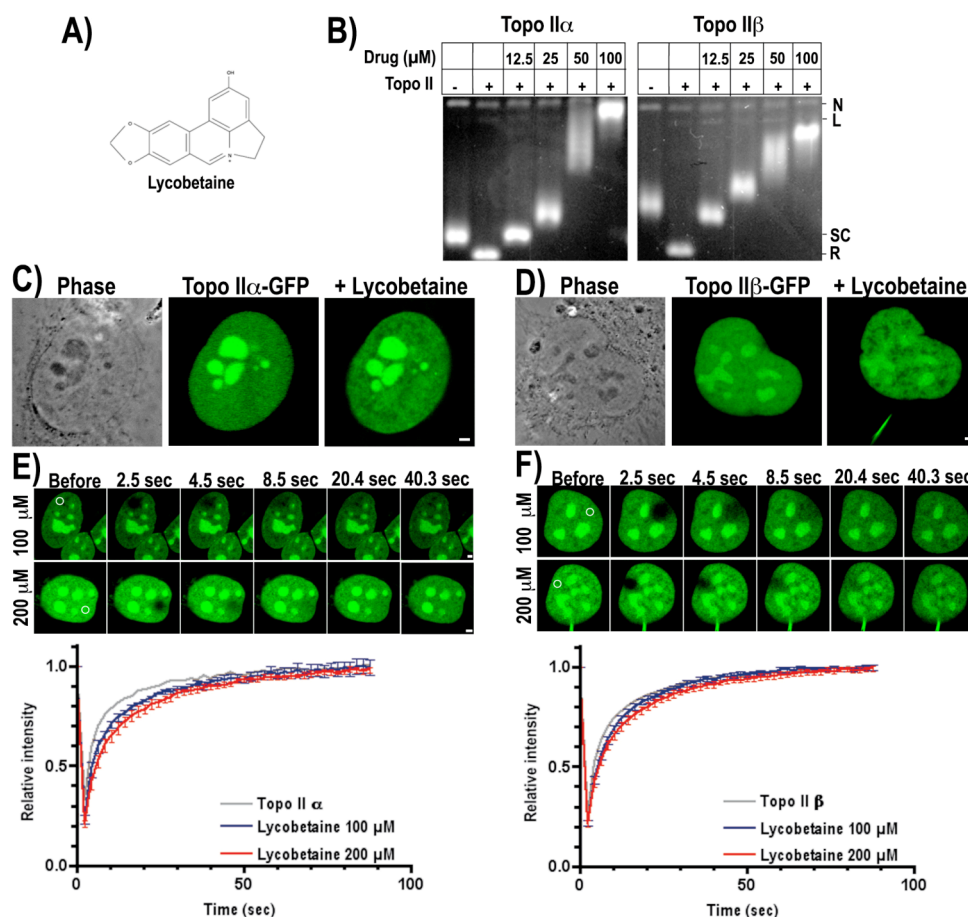 A)
OH
O
O
N
+
Lycobetaine
B)
Topo IIα Topo IIβ
Drug (μM) 12.5 25 50 100 12.5 25 50 100
Topo II - + + + + + - + + + + +
N
L
SC
R
C)
Phase Topo IIα-GFP + Lycobetaine
D)
Phase Topo IIβ-GFP + Lycobetaine
E)
Before 2.5 sec 4.5 sec 8.5 sec 20.4 sec 40.3 sec
100 μM
200 μM
F)
Before 2.5 sec 4.5 sec 8.5 sec 20.4 sec 40.3 sec
100 μM
200 μM
Relative intensity
1.0
0.5
0.0
0 50 100
Time (sec)
Topo II α
Lycobetaine 100 μM
Lycobetaine 200 μM
Relative intensity
1.0
0.5
0.0
0 50 100
Time (sec)
Topo II β
Lycobetaine 100 μM
Lycobetaine 200 μM